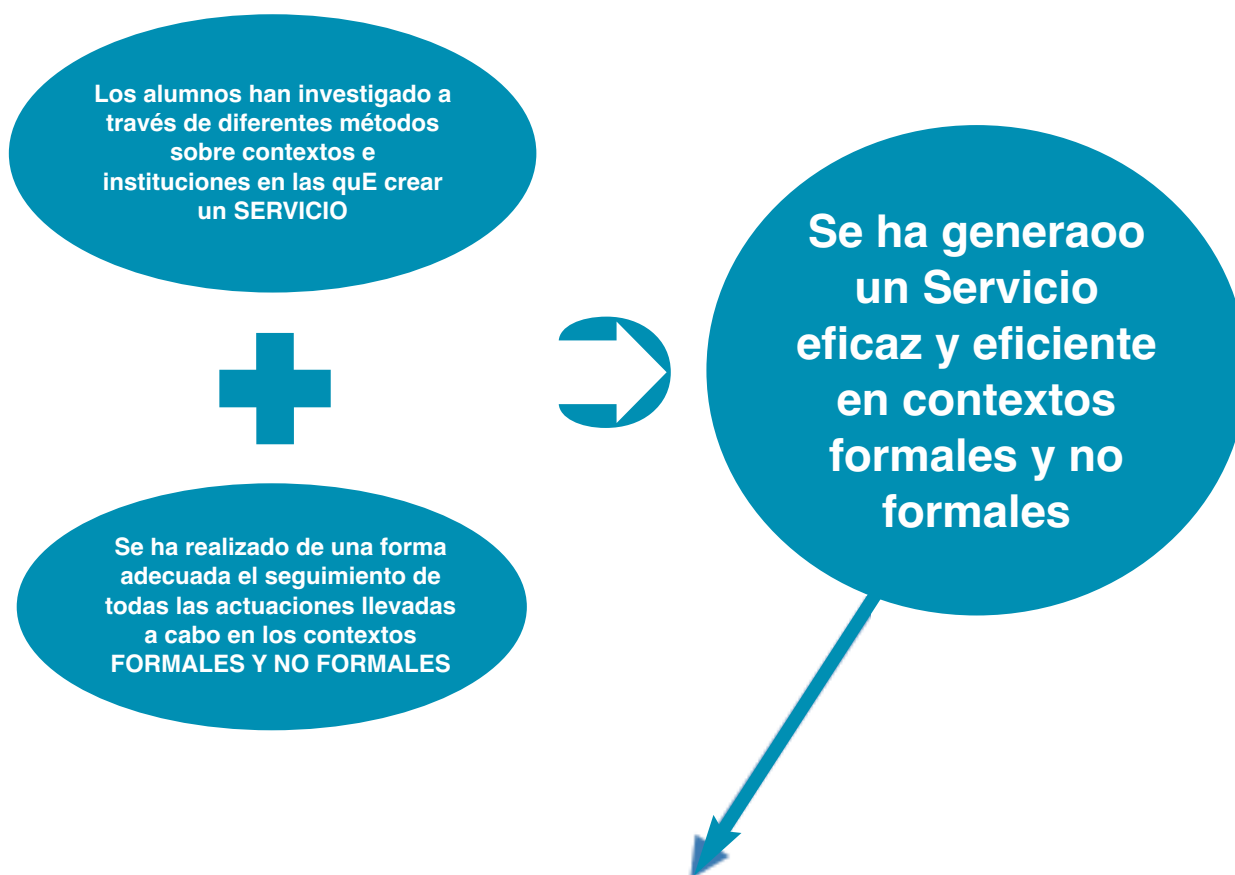 Los alumnos han investigado a
través de diferentes métodos
sobre contextos e
instituciones en las quE crear
un SERVICIO
Se ha realizado de una forma
adecuada el seguimiento de
todas las actuaciones llevadas
a cabo en los contextos
FORMALES Y NO FORMALES
Se ha generaoo
un Servicio
eficaz y eficiente
en contextos
formales y no
formales